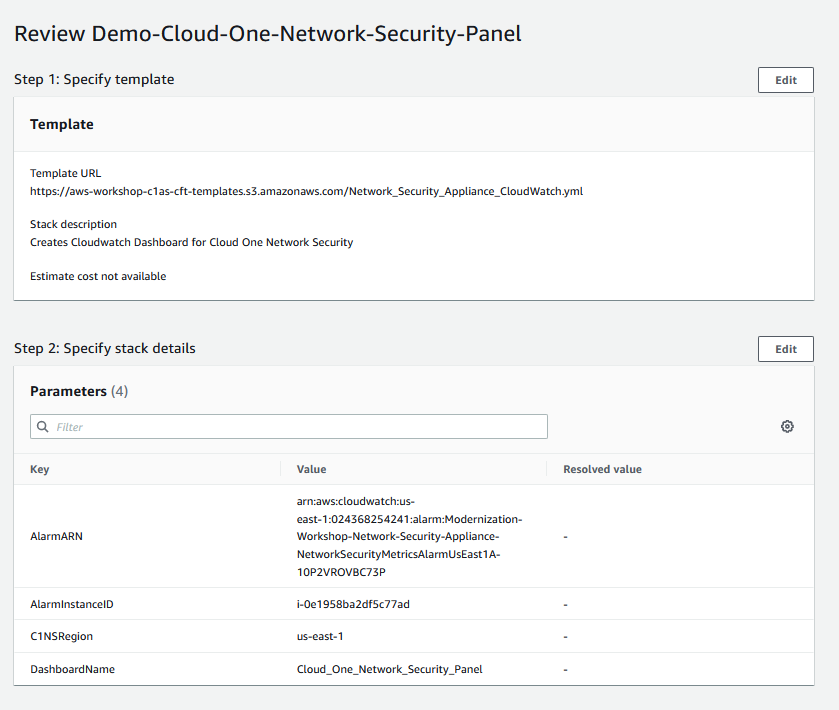 Review Demo-Cloud-One-Network-Security-Panel
Step 1: Specify template
Edit
Template
Template URL
https://aws-workshop-c1as-cft-templates.s3.amazonaws.com/Network_Security_Appliance_CloudWatch.yml
Stack description
Creates Cloudwatch Dashboard for Cloud One Network Security
Estimate cost not available
Step 2: Specify stack details
Edit
Parameters (4)
Filter
Key Value Resolved value
arn:aws:cloudwatch:us-
east-1:024368254241:alarm:Modernization-
AlarmARN Workshop-Network-Security-Appliance- -
NetworkSecurityMetricsAlarmUsEast1A-
10P2VROVBC73P
AlarmInstanceID i-0e1958ba2df5c77ad -
C1NSRegion us-east-1 -
DashboardName Cloud_One_Network_Security_Panel -